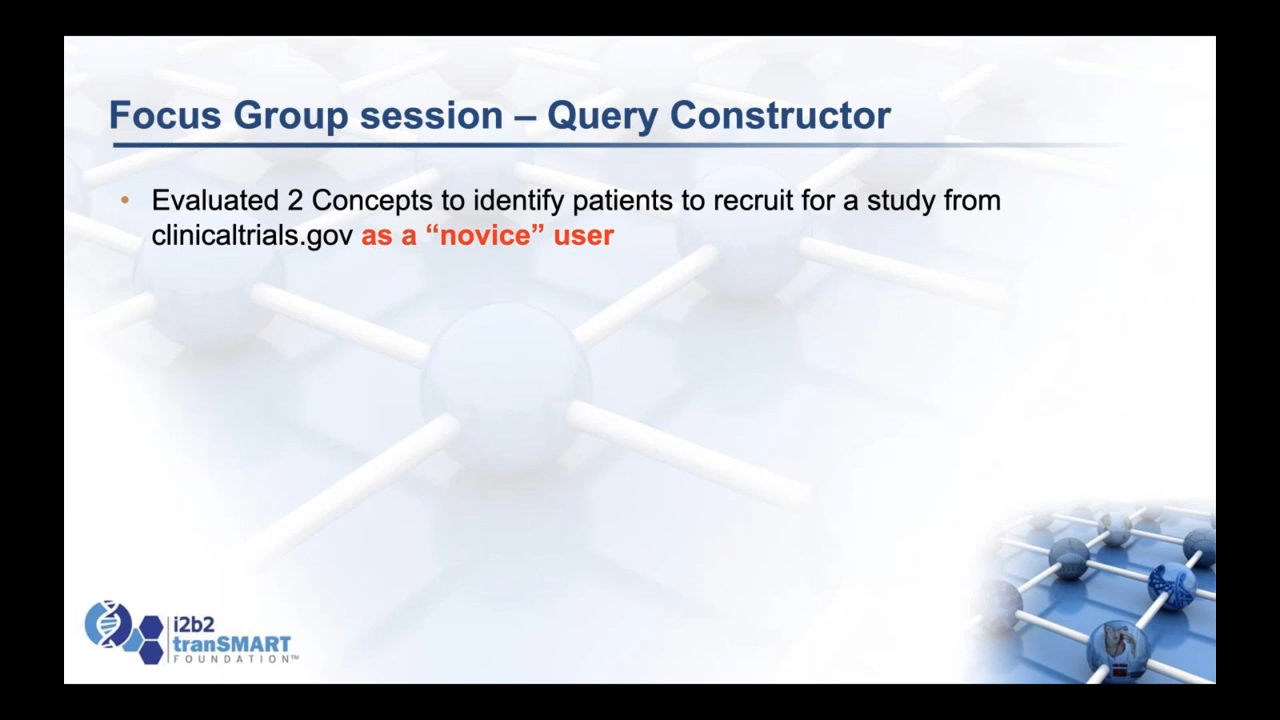 Focus Group session – Query Constructor
• Evaluated 2 Concepts to identify patients to recruit for a study from
clinicaltrials.gov as a “novice” user
i2b2
tranSMART
FOUNDATION™